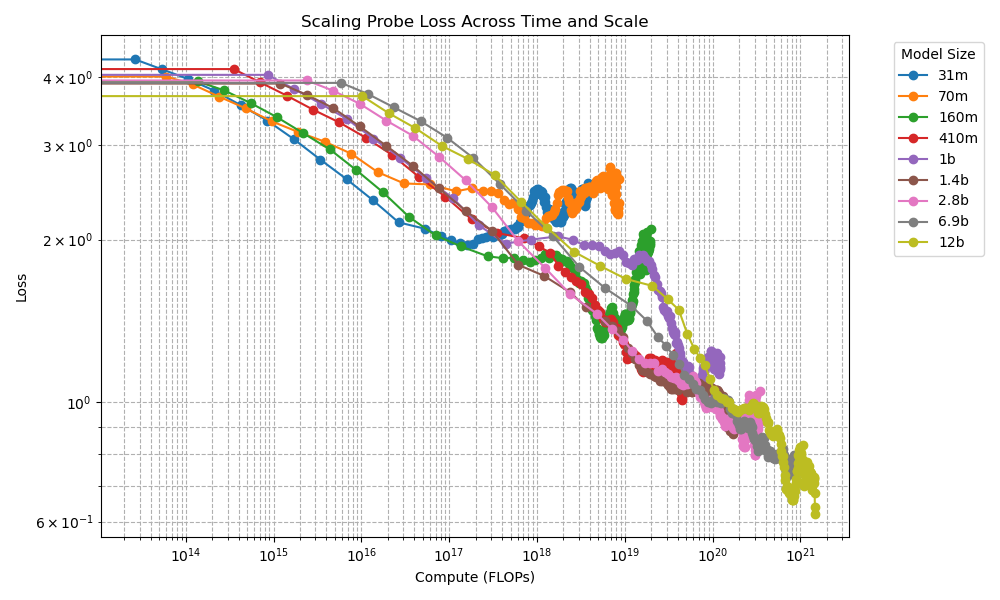 Scaling Probe Loss Across Time and Scale
Loss
4 × 10⁰
3 × 10⁰
2 × 10⁰
10⁰
6 × 10⁻¹
10¹⁴ 10¹⁵ 10¹⁶ 10¹⁷ 10¹⁸ 10¹⁹ 10²⁰ 10²¹
Compute (FLOPs)
Model Size
31m
70m
160m
410m
1b
1.4b
2.8b
6.9b
12b